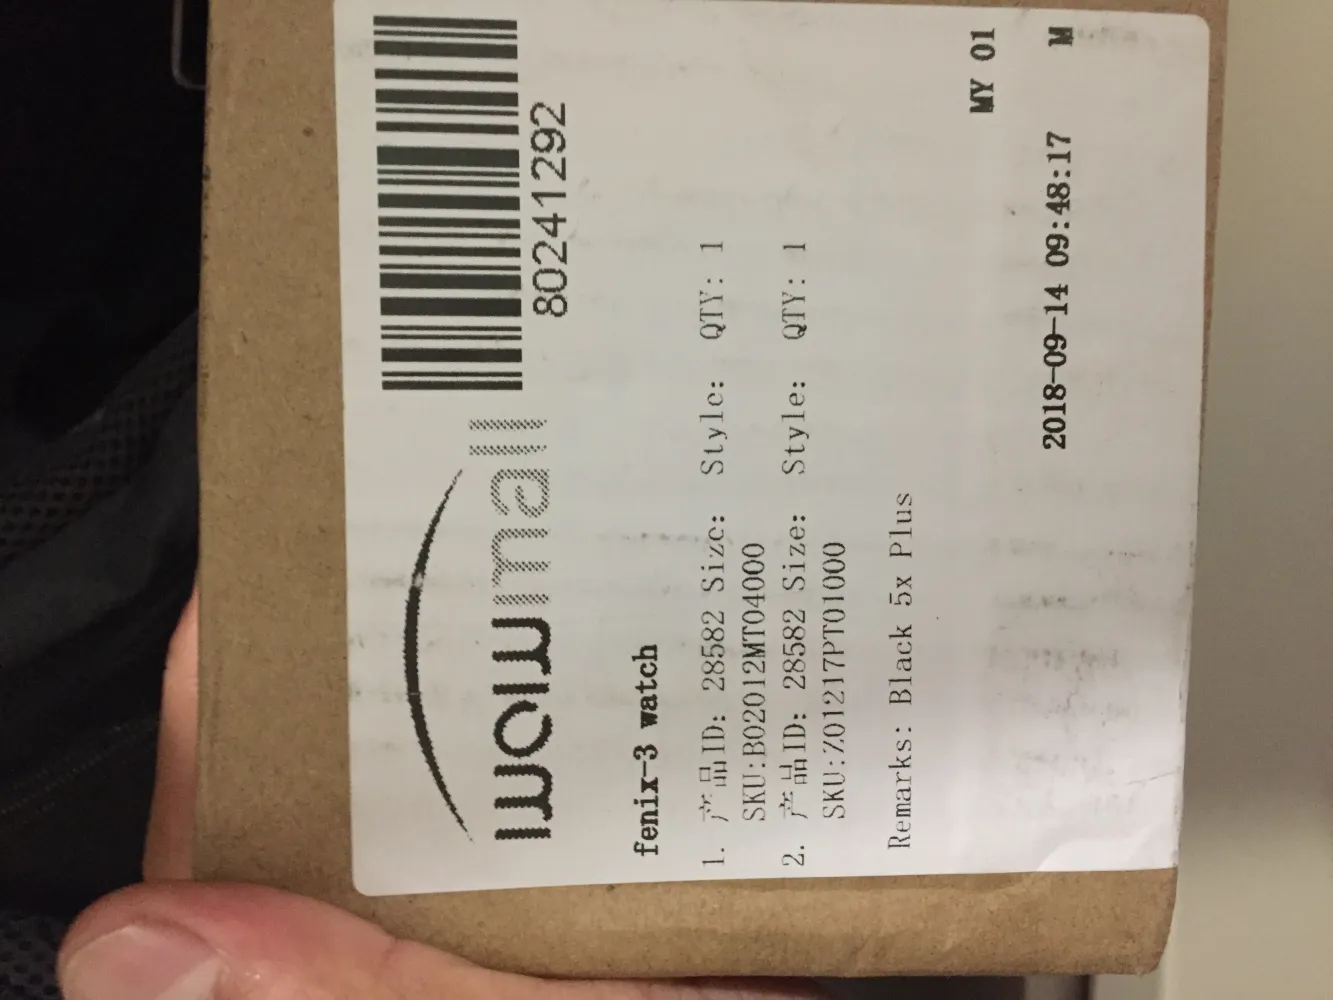 iwowumall
80241292
fenix-3 watch
1. 产品ID: 28582 Size: Style: QTY: 1
SKU:B02012MT04000
2. 产品ID: 28582 Size: Style: QTY: 1
SKU:Z01217PT01000
Remarks: Black 5x Plus
MY 01
2018-09-14 09:48:17 M